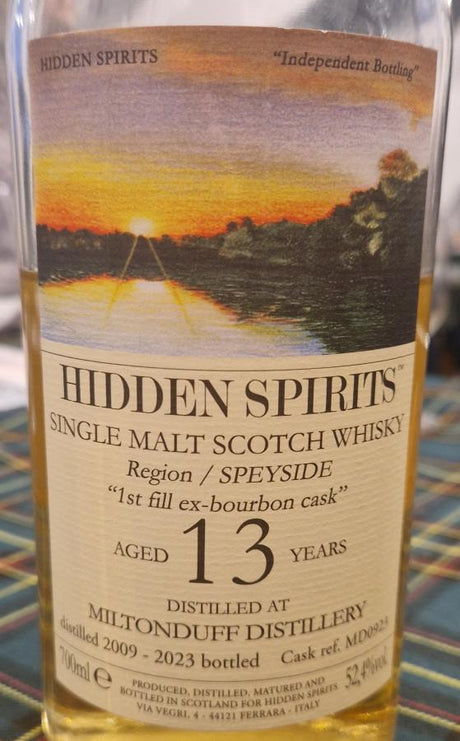 HIDDEN SPIRITS "Independent Bottling"
HIDDEN SPIRITS™
SINGLE MALT SCOTCH WHISKY
Region / SPEYSIDE
"1st fill ex-bourbon cask"
AGED 13 YEARS
DISTILLED AT
MILTONDUFF DISTILLERY
distilled 2009 - 2023 bottled Cask ref. MD0923
700ml e 52,4%vol.
PRODUCED, DISTILLED, MATURED AND
BOTTLED IN SCOTLAND FOR HIDDEN SPIRITS
VIA VEGRI, 4 - 44121 FERRARA - ITALY